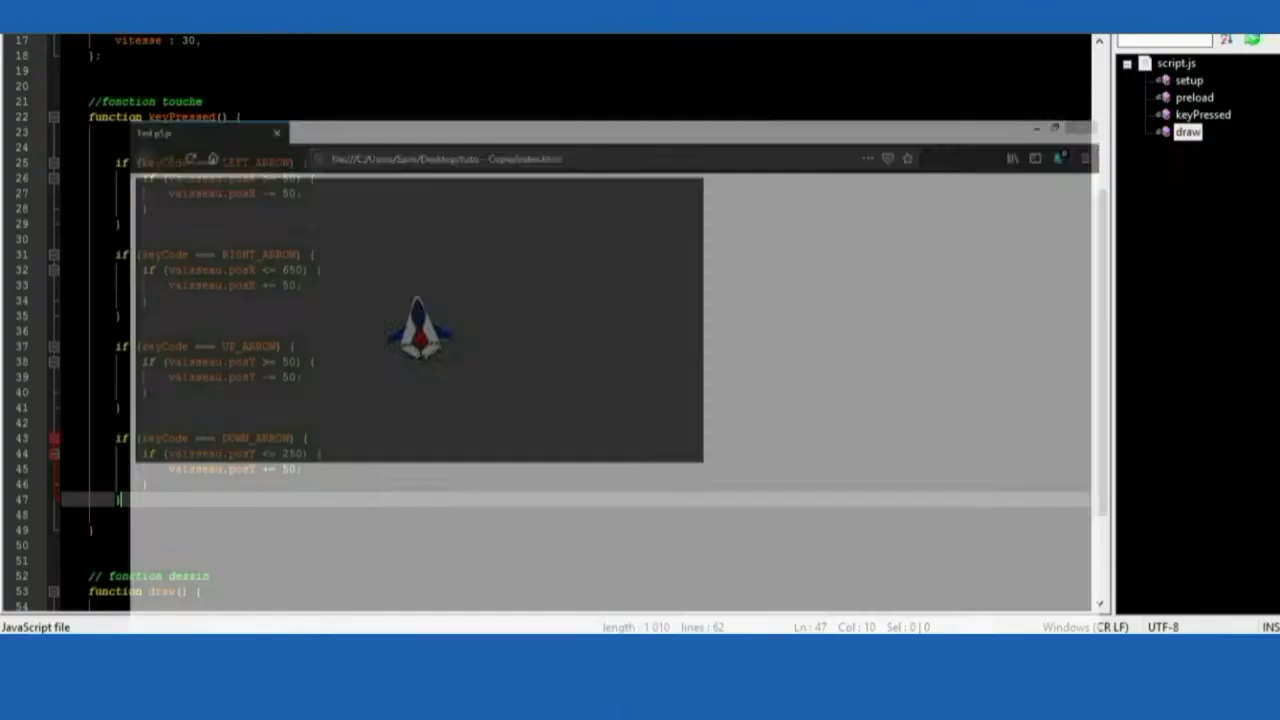 17 vitesse : 30,
18 };
19
20
21 //fonction touche
22 function keyPressed() {
23
Test p5.js
24
25 if (keyCode === LEFT_ARROW) {
26 if (vaisseau.posX >= 50) {
27 vaisseau.posX -= 50;
28 }
29 }
30
31 if (keyCode === RIGHT_ARROW) {
32 if (vaisseau.posX <= 650) {
33 vaisseau.posX += 50;
34 }
35 }
36
37 if (keyCode === UP_ARROW) {
38 if (vaisseau.posY >= 50) {
39 vaisseau.posY -= 50;
40 }
41 }
42
43 if (keyCode === DOWN_ARROW) {
44 if (vaisseau.posY <= 250) {
45 vaisseau.posY += 50;
46 }
47 }
48
49 }
50
51
52 // fonction dessin
53 function draw() {
54
script.js
setup
preload
keyPressed
draw
JavaScript file
length : 1 010 lines : 62
Ln : 47 Col : 10 Sel : 0 | 0
Windows (CR LF)
UTF-8
INS